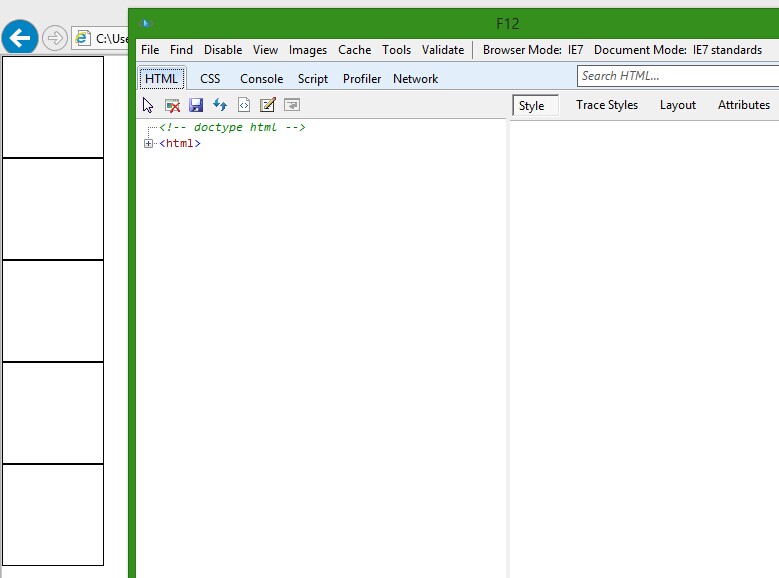 F12
C:\Use
File Find Disable View Images Cache Tools Validate Browser Mode: IE7 Document Mode: IE7 standards
HTML CSS Console Script Profiler Network Search HTML...
Style Trace Styles Layout Attributes
<!-- doctype html -->
<html>